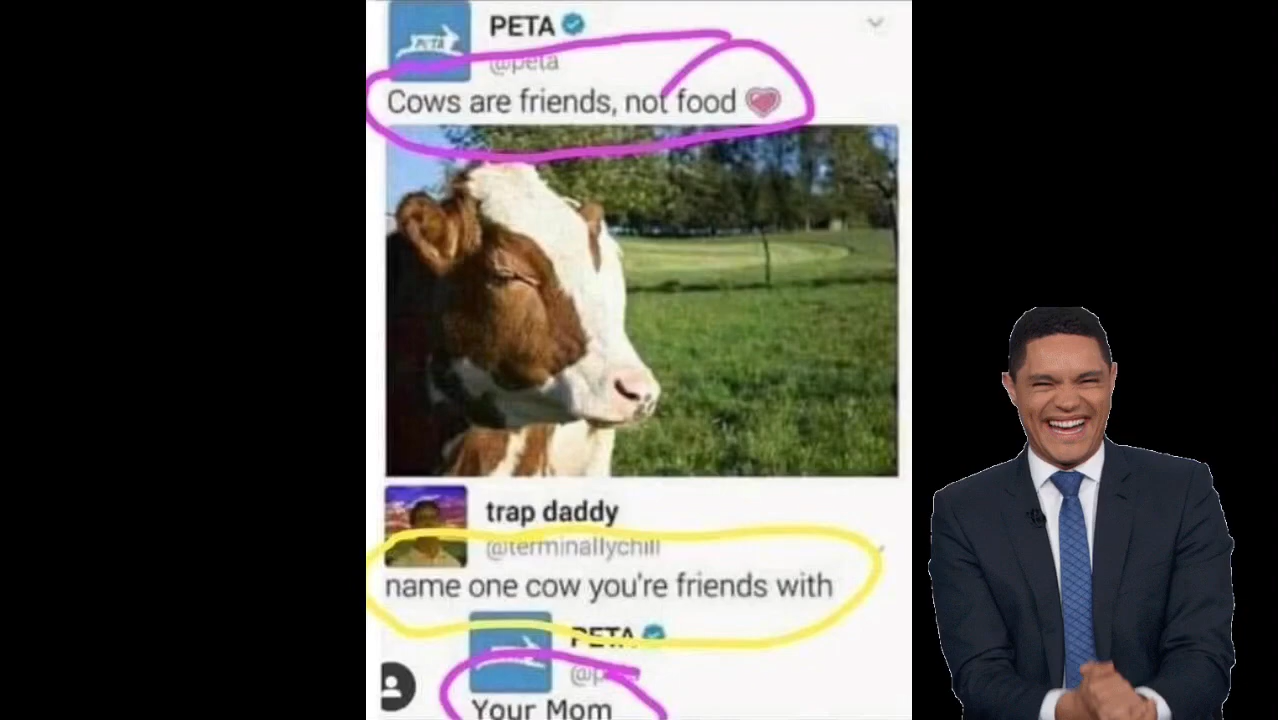 PETA
PETA
@peta
Cows are friends, not food
trap daddy
@terminallychill
name one cow you're friends with
PETA
Your Mom